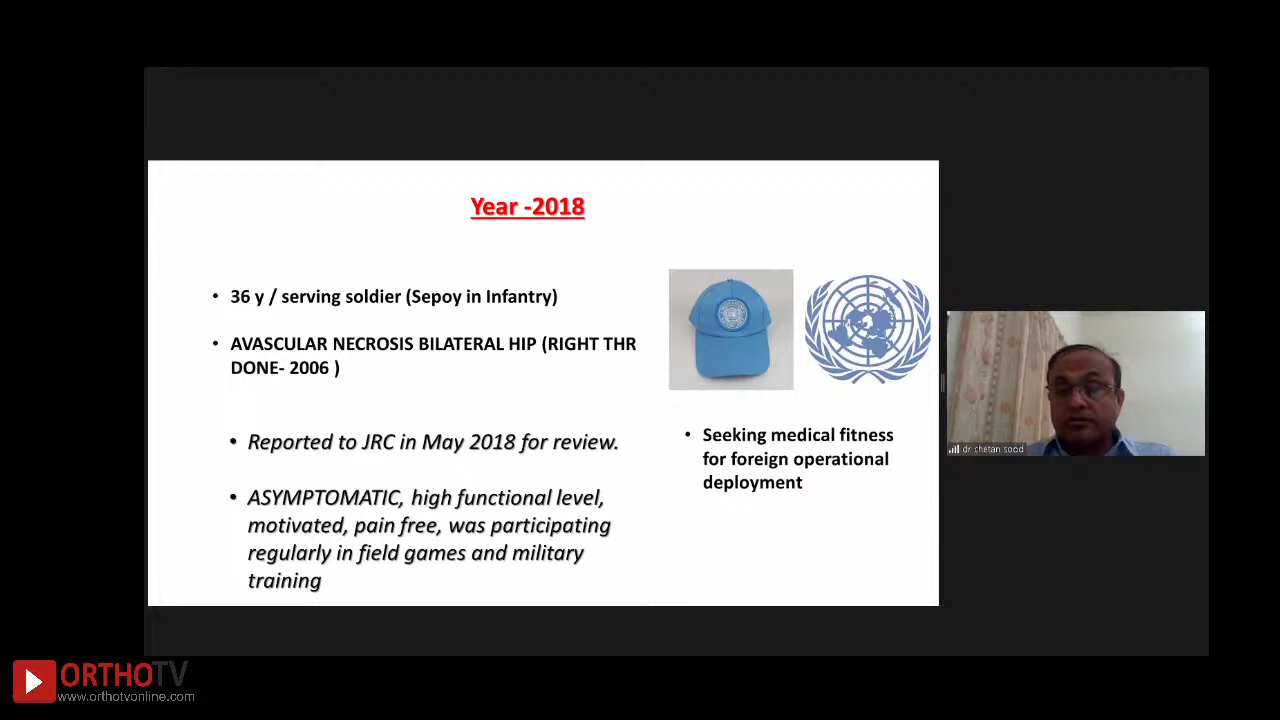 Year -2018
• 36 y / serving soldier (Sepoy in Infantry)
• AVASCULAR NECROSIS BILATERAL HIP (RIGHT THR
DONE- 2006 )
• Reported to JRC in May 2018 for review.
• ASYMPTOMATIC, high functional level,
motivated, pain free, was participating
regularly in field games and military
training
• Seeking medical fitness
for foreign operational
deployment
dr chetan sood
ORTHOTV
www.orthotvonline.com